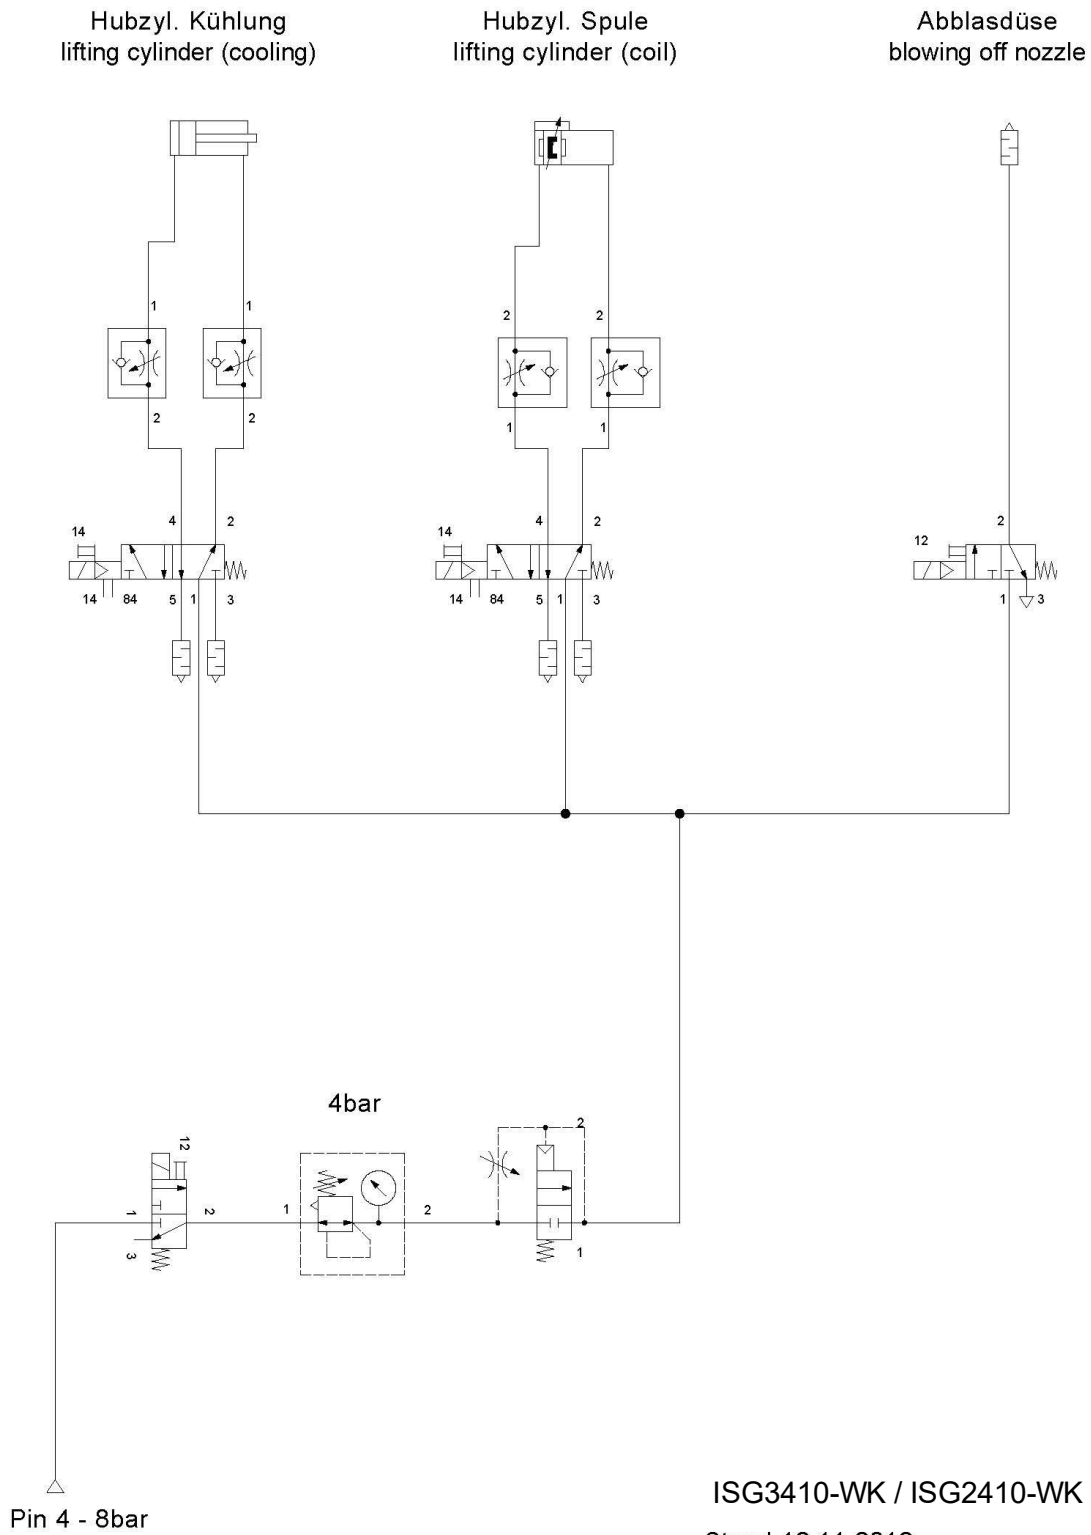 Hubzyl. Kühlung
lifting cylinder (cooling)
Hubzyl. Spule
lifting cylinder (coil)
Abblasdüse
blowing off nozzle
1 1
2 2
2 2
1 1
14 4 2
14 84 5 1 3
14 4 2
14 84 5 1 3
12 2
1 3
4bar
12
1 2
3
1 2
2
1
Pin 4 - 8bar
ISG3410-WK / ISG2410-WK